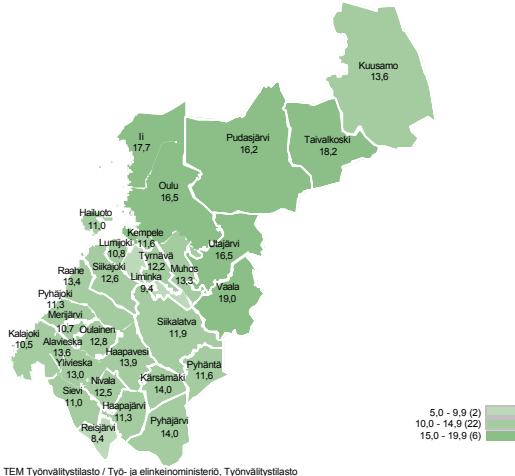 Kuusamo
13,6
Ii
17,7
Pudasjärvi
16,2
Taivalkoski
18,2
Oulu
16,5
Hailuoto
11,0
Kempele
11,6
Lumijoki
10,8
Tyrnävä
12,2
Utajärvi
16,5
Siikajoki
12,6
Muhos
13,3
Raahe
13,4
Liminka
9,4
Vaala
19,0
Pyhäjoki
11,3
Merijärvi
10,7
Siikalatva
11,9
Kalajoki
10,5
Oulainen
12,8
Alavieska
13,6
Haapavesi
13,9
Ylivieska
13,0
Pyhäntä
11,6
Sievi
11,0
Nivala
12,5
Kärsämäki
14,0
Haapajärvi
11,3
Reisjärvi
8,4
Pyhäjärvi
14,0
5,0 - 9,9 (2)
10,0 - 14,9 (22)
15,0 - 19,9 (6)
TEM Työnvälitystilasto / Työ- ja elinkeinoministeriö, Työnvälitystilasto